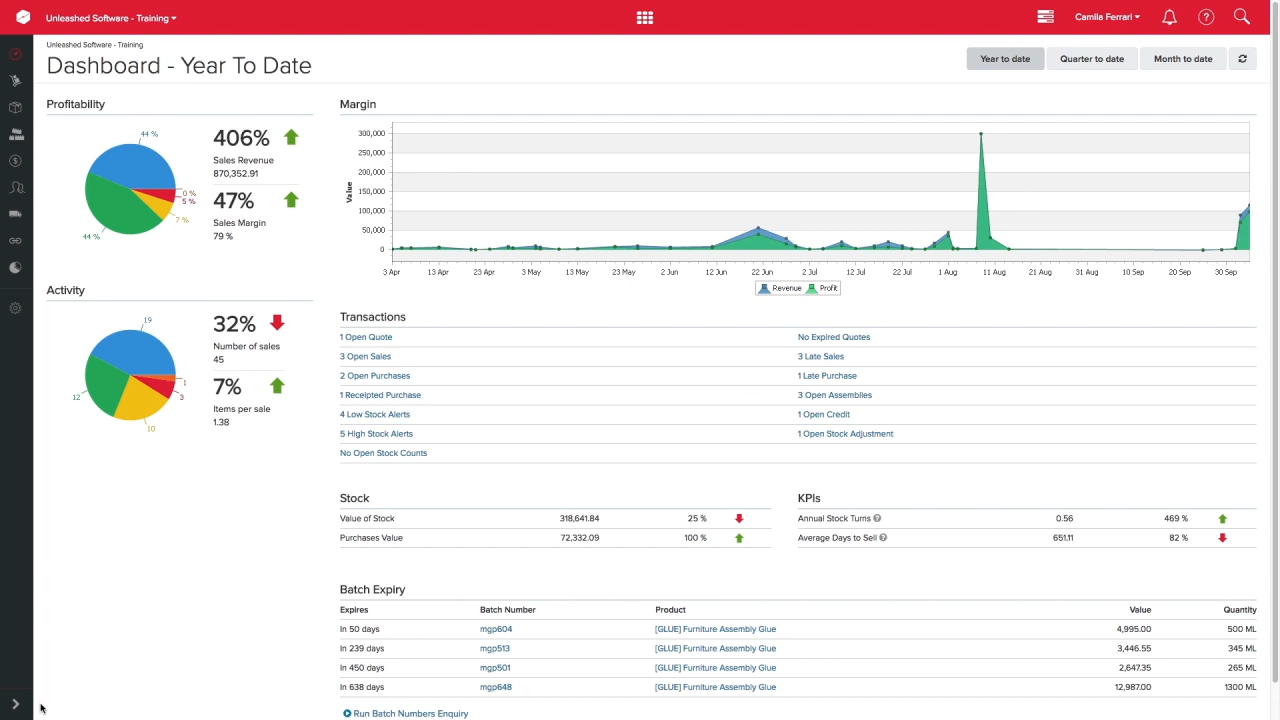 Unleashed Software - Training
Camila Ferrari
Unleashed Software - Training
Dashboard - Year To Date
Year to date
Quarter to date
Month to date
Profitability
44 %
0 %
5 %
7 %
44 %
406%
Sales Revenue
870,352.91
47%
Sales Margin
79 %
Activity
19
1
3
10
12
32%
Number of sales
45
7%
Items per sale
1.38
Margin
Value
300,000
250,000
200,000
150,000
100,000
50,000
0
3 Apr 13 Apr 23 Apr 3 May 13 May 23 May 2 Jun 12 Jun 22 Jun 2 Jul 12 Jul 22 Jul 1 Aug 11 Aug 21 Aug 31 Aug 10 Sep 20 Sep 30 Sep
Revenue Profit
Transactions
1 Open Quote No Expired Quotes
3 Open Sales 3 Late Sales
2 Open Purchases 1 Late Purchase
1 Receipted Purchase 3 Open Assemblies
4 Low Stock Alerts 1 Open Credit
5 High Stock Alerts 1 Open Stock Adjustment
No Open Stock Counts
Stock
Value of Stock 318,641.84 25 %
Purchases Value 72,332.09 100 %
KPIs
Annual Stock Turns ? 0.56 469 %
Average Days to Sell ? 651.11 82 %
Batch Expiry
Expires Batch Number Product Value Quantity
In 50 days mgp604 [GLUE] Furniture Assembly Glue 4,995.00 500 ML
In 239 days mgp513 [GLUE] Furniture Assembly Glue 3,446.55 345 ML
In 450 days mgp501 [GLUE] Furniture Assembly Glue 2,647.35 265 ML
In 638 days mgp648 [GLUE] Furniture Assembly Glue 12,987.00 1300 ML
Run Batch Numbers Enquiry